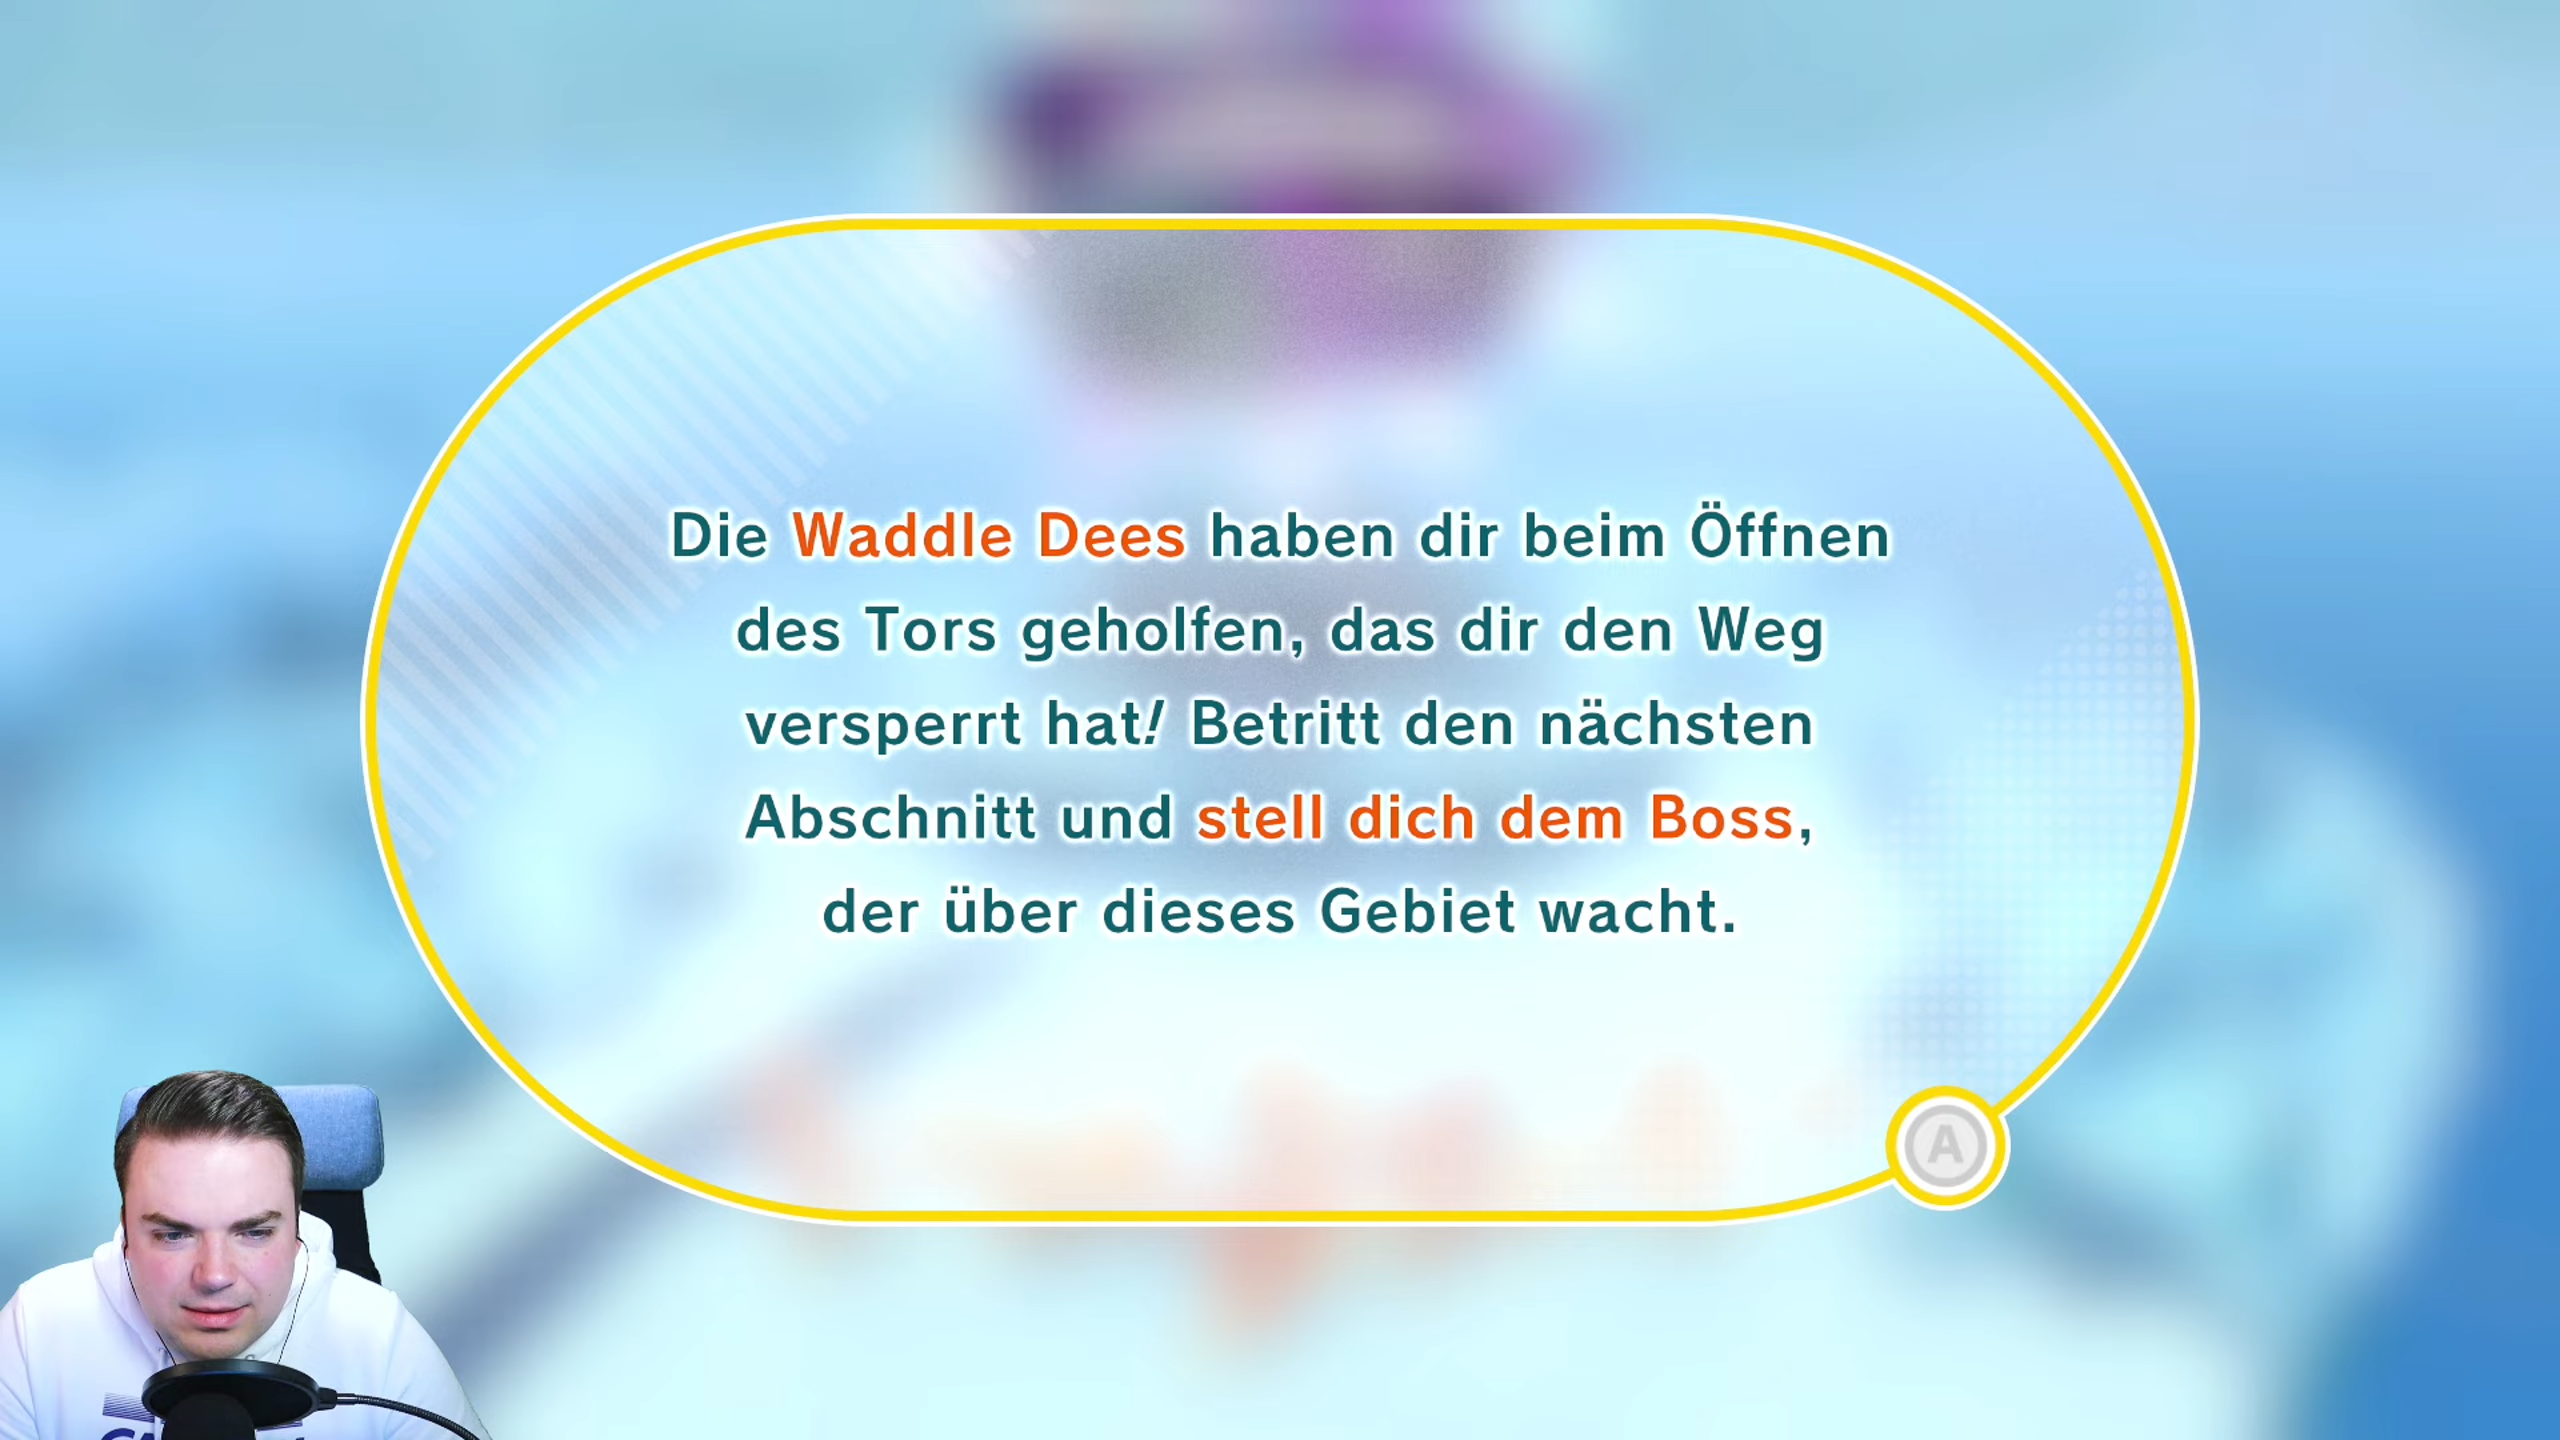 Die Waddle Dees haben dir beim Öffnen
des Tors geholfen, das dir den Weg
versperrt hat! Betritt den nächsten
Abschnitt und stell dich dem Boss,
der über dieses Gebiet wacht.
A